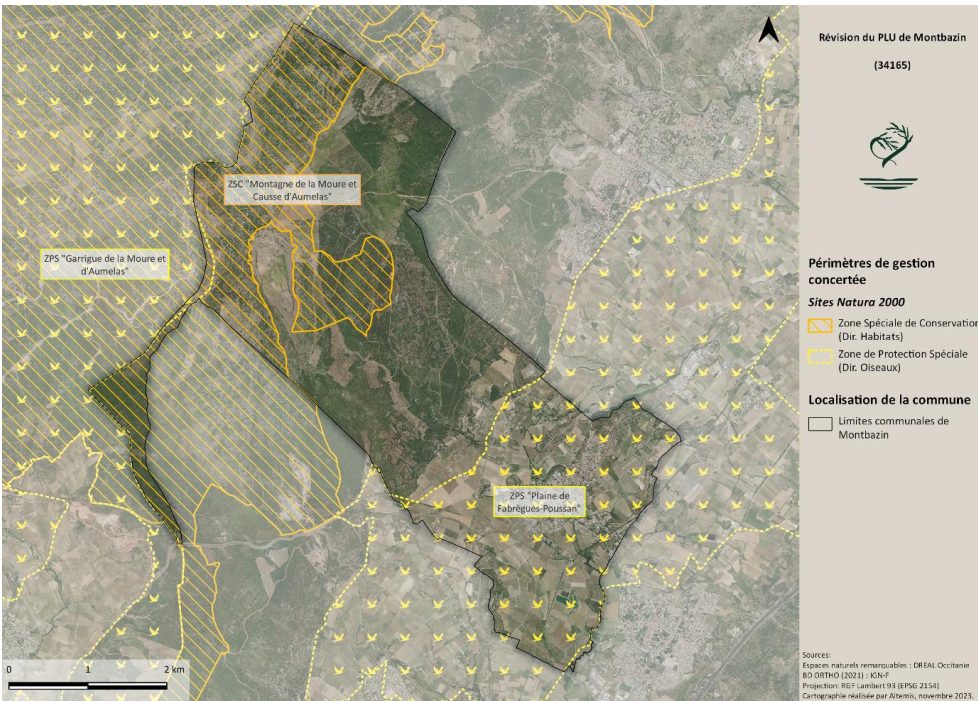 Révision du PLU de Montbazin
(34165)
ZSC "Montagne de la Moure et
Causse d'Aumelas"
ZPS "Garrigue de la Moure et
d'Aumelas"
ZPS "Plaine de
Fabrègues-Poussan"
Périmètres de gestion
concertée
Sites Natura 2000
Zone Spéciale de Conservation
(Dir. Habitats)
Zone de Protection Spéciale
(Dir. Oiseaux)
Localisation de la commune
Limites communales de
Montbazin
0 1 2 km
Sources:
Espaces naturels remarquables : DREAL Occitanie
BD ORTHO (2021) : IGN-F
Projection: RGF Lambert 93 (EPSG 2154)
Cartographie réalisée par Altemis, novembre 2023.